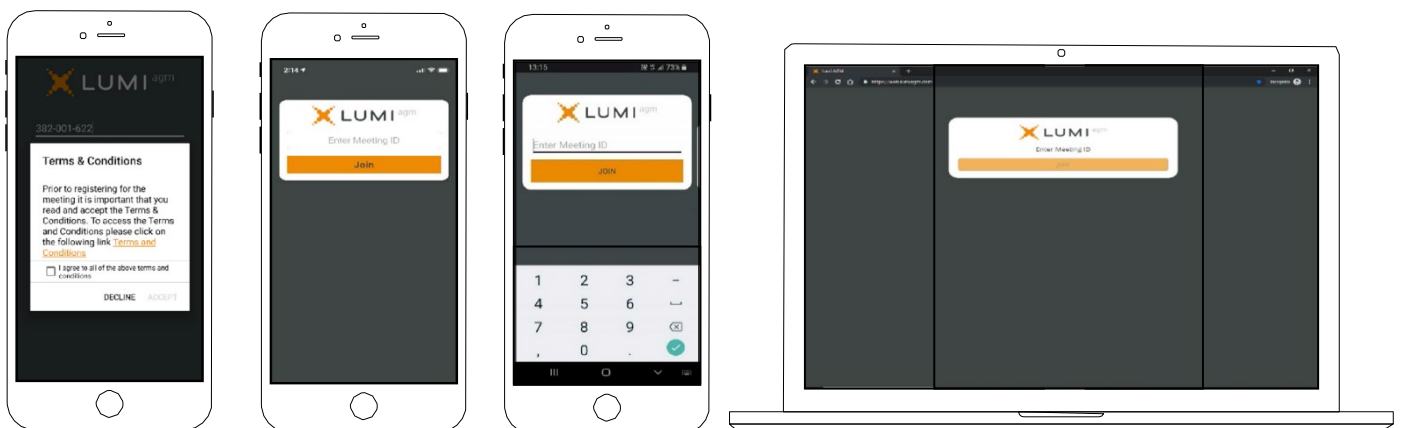 LUMI agm
382-001-622
Terms & Conditions
Prior to registering for the
meeting it is important that you
read and accept the Terms &
Conditions. To access the Terms
and Conditions please click on
the following link Terms and
Conditions
I agree to all of the above terms and
conditions
DECLINE ACCEPT
2:14
LUMI agm
Enter Meeting ID
Join
13:15 73%
LUMI agm
Enter Meeting ID
JOIN
1 2 3 -
4 5 6
7 8 9
, 0 .
LUMI agm
Enter Meeting ID
Join